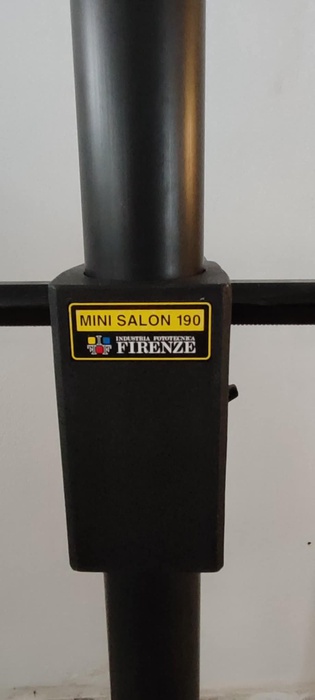 MINI SALON 190
INDUSTRIA FOTOTECNICA
FIRENZE